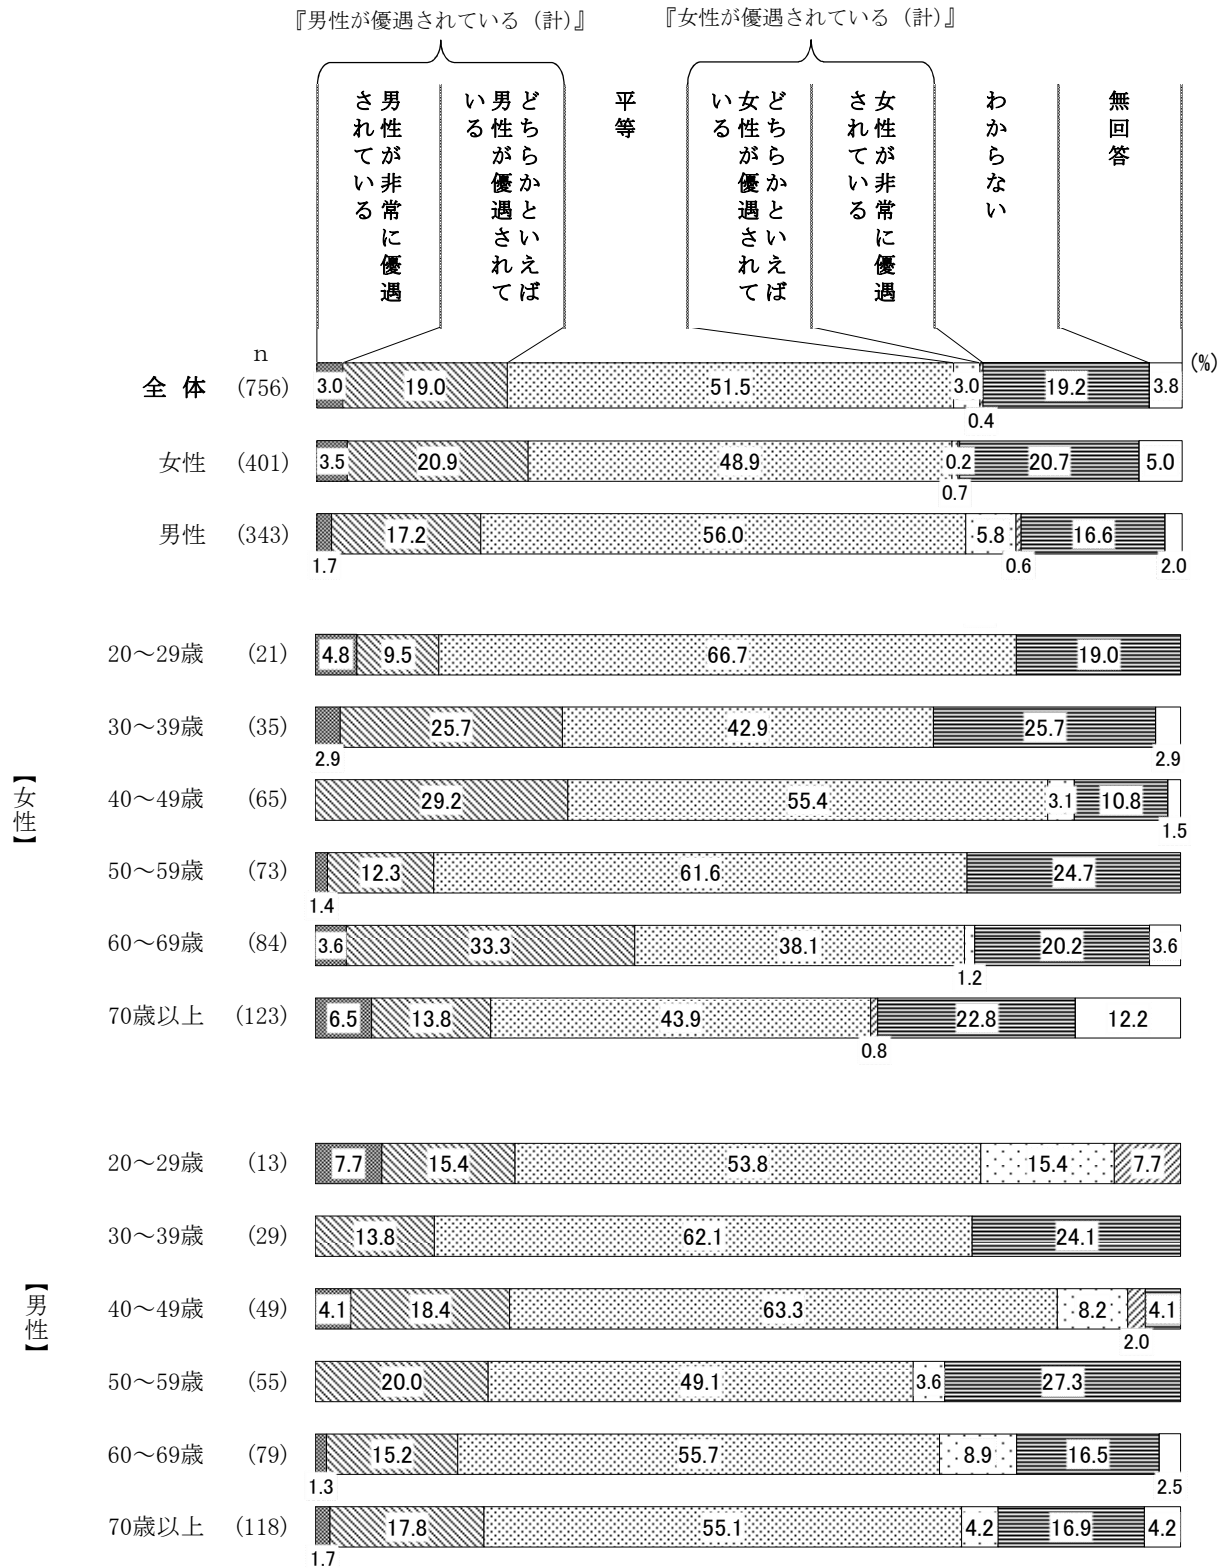 『男性が優遇されている（計）』
『女性が優遇されている（計）』
男性が非常に優遇
されている
どちらかといえば
男性が優遇されて
いる
平等
どちらかといえば
女性が優遇されて
いる
女性が非常に優遇
されている
わからない
無回答
n
(%)
全 体 (756) 3.0 19.0 51.5 3.0 0.4 19.2 3.8
女性 (401) 3.5 20.9 48.9 0.7 0.2 20.7 5.0
男性 (343) 1.7 17.2 56.0 5.8 0.6 16.6 2.0
【女性】
20～29歳 (21) 4.8 9.5 66.7 19.0
30～39歳 (35) 2.9 25.7 42.9 25.7 2.9
40～49歳 (65) 29.2 55.4 3.1 10.8 1.5
50～59歳 (73) 1.4 12.3 61.6 24.7
60～69歳 (84) 3.6 33.3 38.1 1.2 20.2 3.6
70歳以上 (123) 6.5 13.8 43.9 0.8 22.8 12.2
【男性】
20～29歳 (13) 7.7 15.4 53.8 15.4 7.7
30～39歳 (29) 13.8 62.1 24.1
40～49歳 (49) 4.1 18.4 63.3 8.2 2.0 4.1
50～59歳 (55) 20.0 49.1 3.6 27.3
60～69歳 (79) 1.3 15.2 55.7 8.9 16.5 2.5
70歳以上 (118) 1.7 17.8 55.1 4.2 16.9 4.2